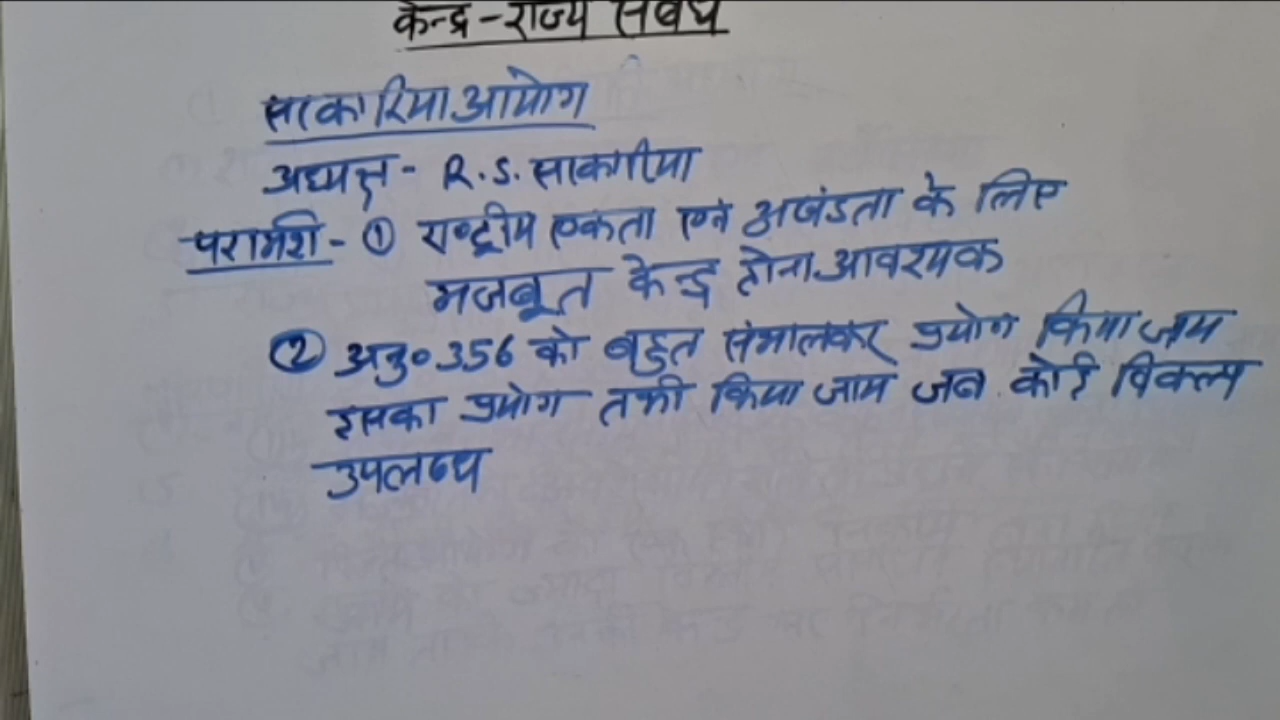 केन्द्र-राज्य संबंध
सरकारिया आयोग
अध्यक्ष - R.S. सरकारिया
परामर्श - ① राष्ट्रीय एकता एवं अखंडता के लिए
मजबूत केन्द्र होना आवश्यक
② अनु० 356 को बहुत संभालकर प्रयोग किया जाय
इसका प्रयोग तभी किया जाय जब कोई विकल्प
उपलब्ध